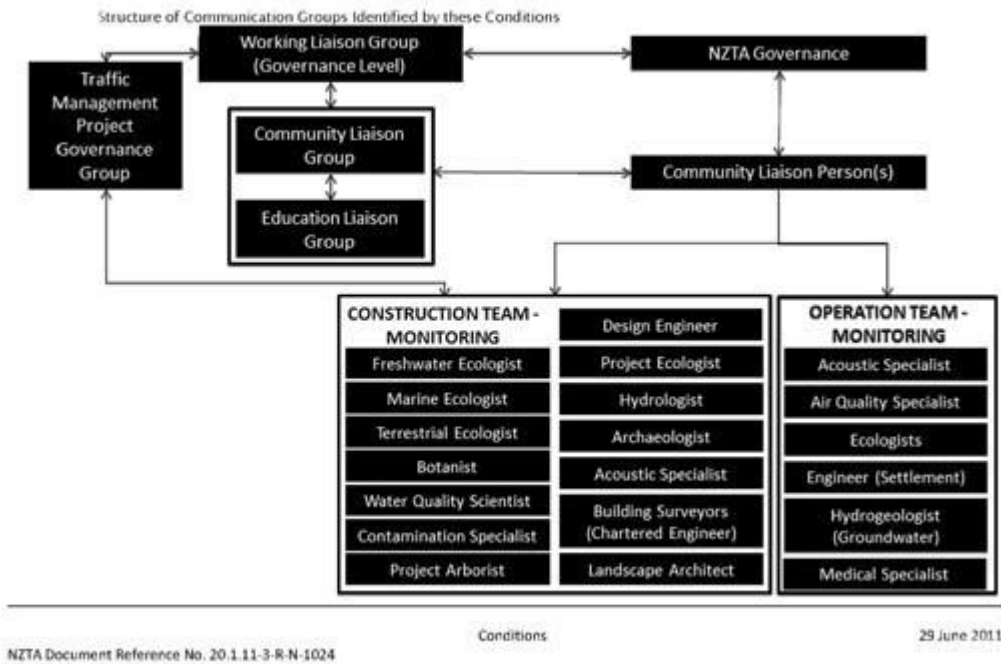 Structure of Communication Groups Identified by these Conditions
Working Liaison Group
(Governance Level)
NZTA Governance
Traffic
Management
Project
Governance
Group
Community Liaison
Group
Community Liaison Person(s)
Education Liaison
Group
CONSTRUCTION TEAM -
MONITORING
Freshwater Ecologist
Marine Ecologist
Terrestrial Ecologist
Botanist
Water Quality Scientist
Contamination Specialist
Project Arborist
Design Engineer
Project Ecologist
Hydrologist
Archaeologist
Acoustic Specialist
Building Surveyors
(Chartered Engineer)
Landscape Architect
OPERATION TEAM -
MONITORING
Acoustic Specialist
Air Quality Specialist
Ecologists
Engineer (Settlement)
Hydrogeologist
(Groundwater)
Medical Specialist
Conditions
29 June 2011
NZTA Document Reference No. 20.1.11-3-R-N-1024